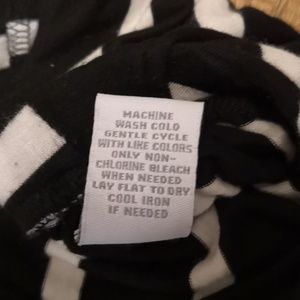 MACHINE
WASH COLD
GENTLE CYCLE
WITH LIKE COLORS
ONLY NON-
CHLORINE BLEACH
WHEN NEEDED
LAY FLAT TO DRY
COOL IRON
IF NEEDED